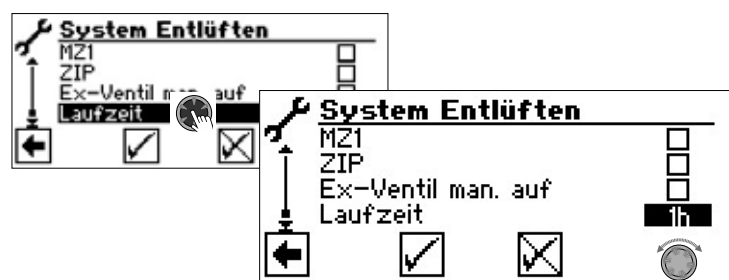 System Entlüften
MZ1
ZIP
Ex-Ventil man. auf
Laufzeit
System Entlüften
MZ1
ZIP
Ex-Ventil man. auf
Laufzeit 1h